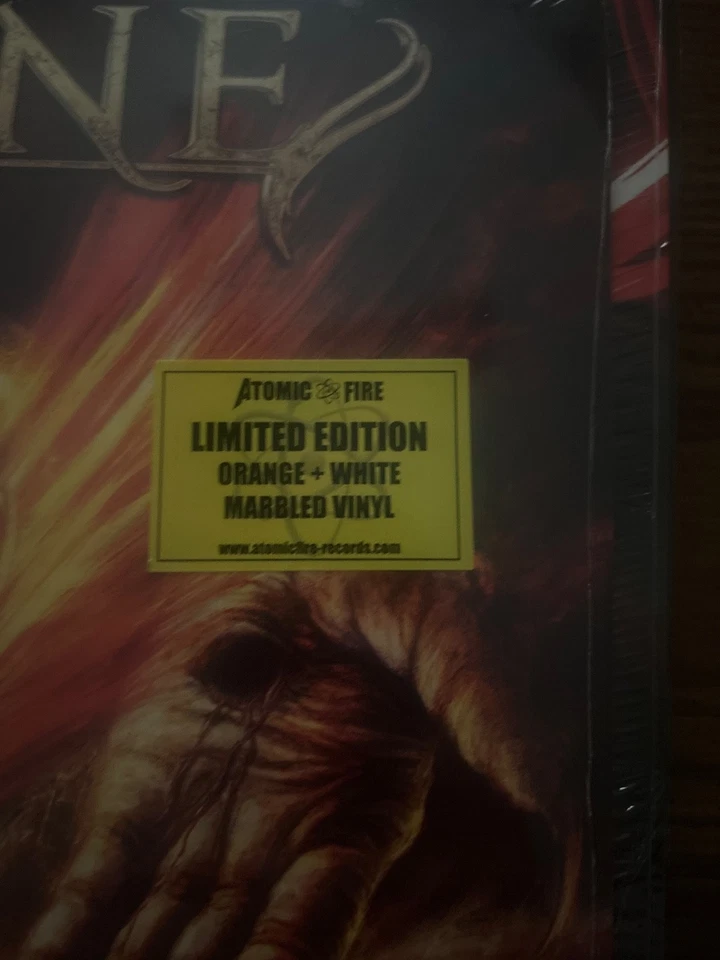 NE
ATOMIC FIRE
LIMITED EDITION
ORANGE + WHITE
MARBLED VINYL
www.atomicfire-records.com